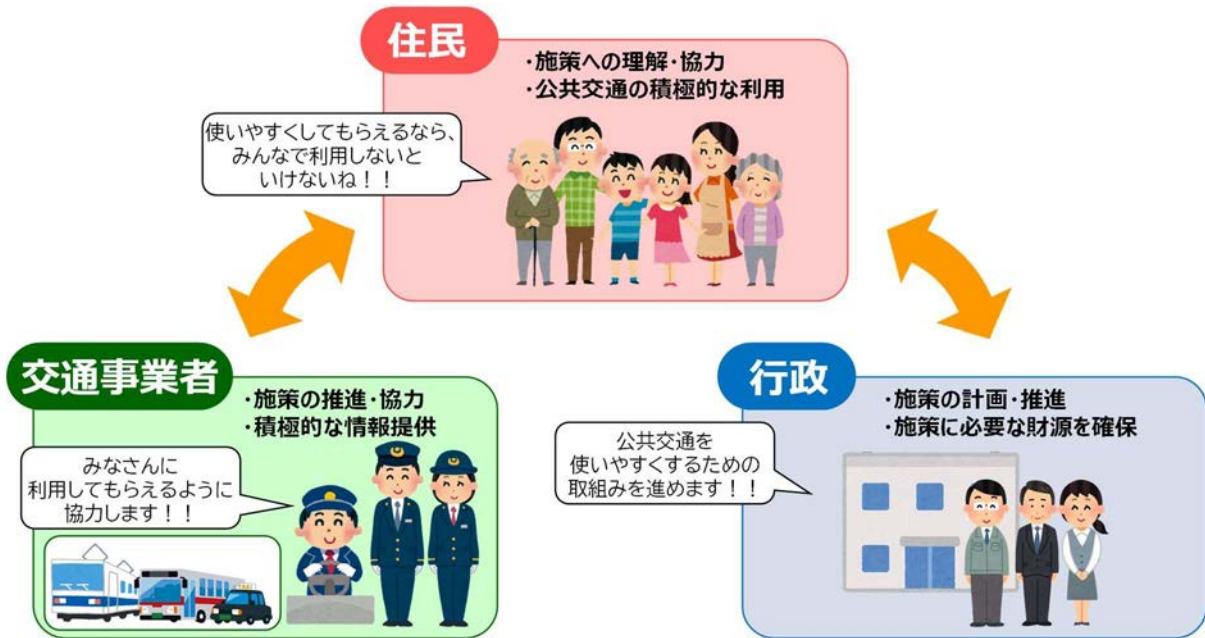 住民
・施策への理解・協力
・公共交通の積極的な利用
使いやすくしてもらえるなら、
みんなで利用しないと
いけないね！！
交通事業者
・施策の推進・協力
・積極的な情報提供
みなさんに
利用してもらえるように
協力します！！
行政
・施策の計画・推進
・施策に必要な財源を確保
公共交通を
使いやすくするための
取組みを進めます！！